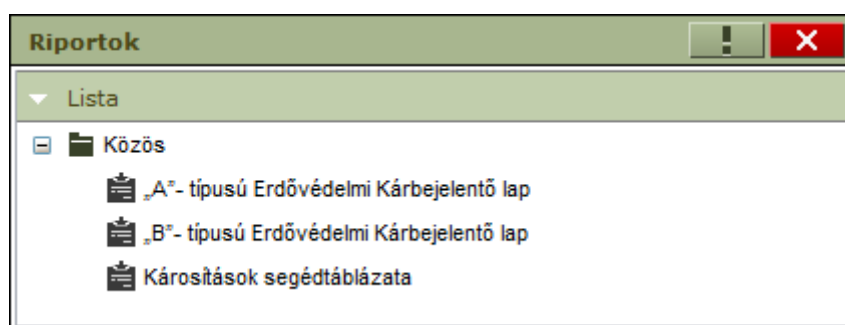 Riportok
Lista
Közös
„A”- típusú Erdővédelmi Kárbejelentő lap
„B”- típusú Erdővédelmi Kárbejelentő lap
Károsítások segédtáblázata